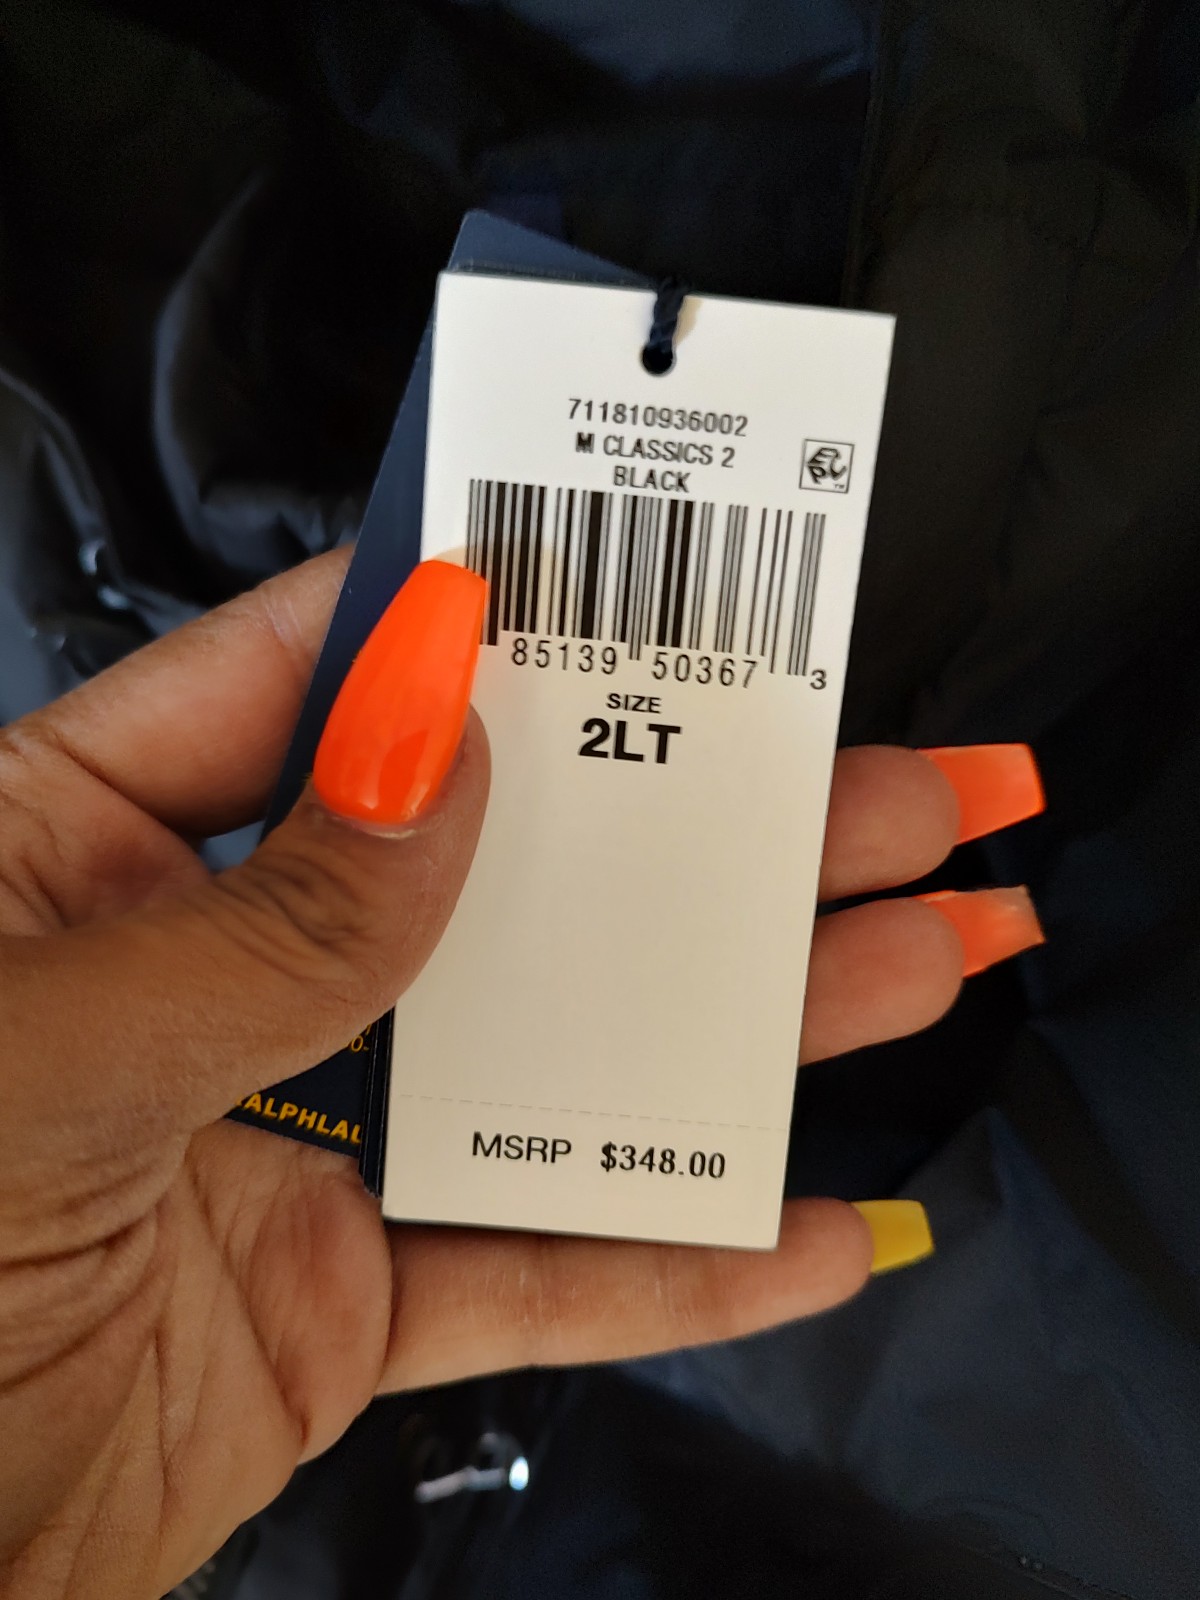 711810936002
M CLASSICS 2
BLACK
85139 50367 3
SIZE
2LT
MSRP $348.00